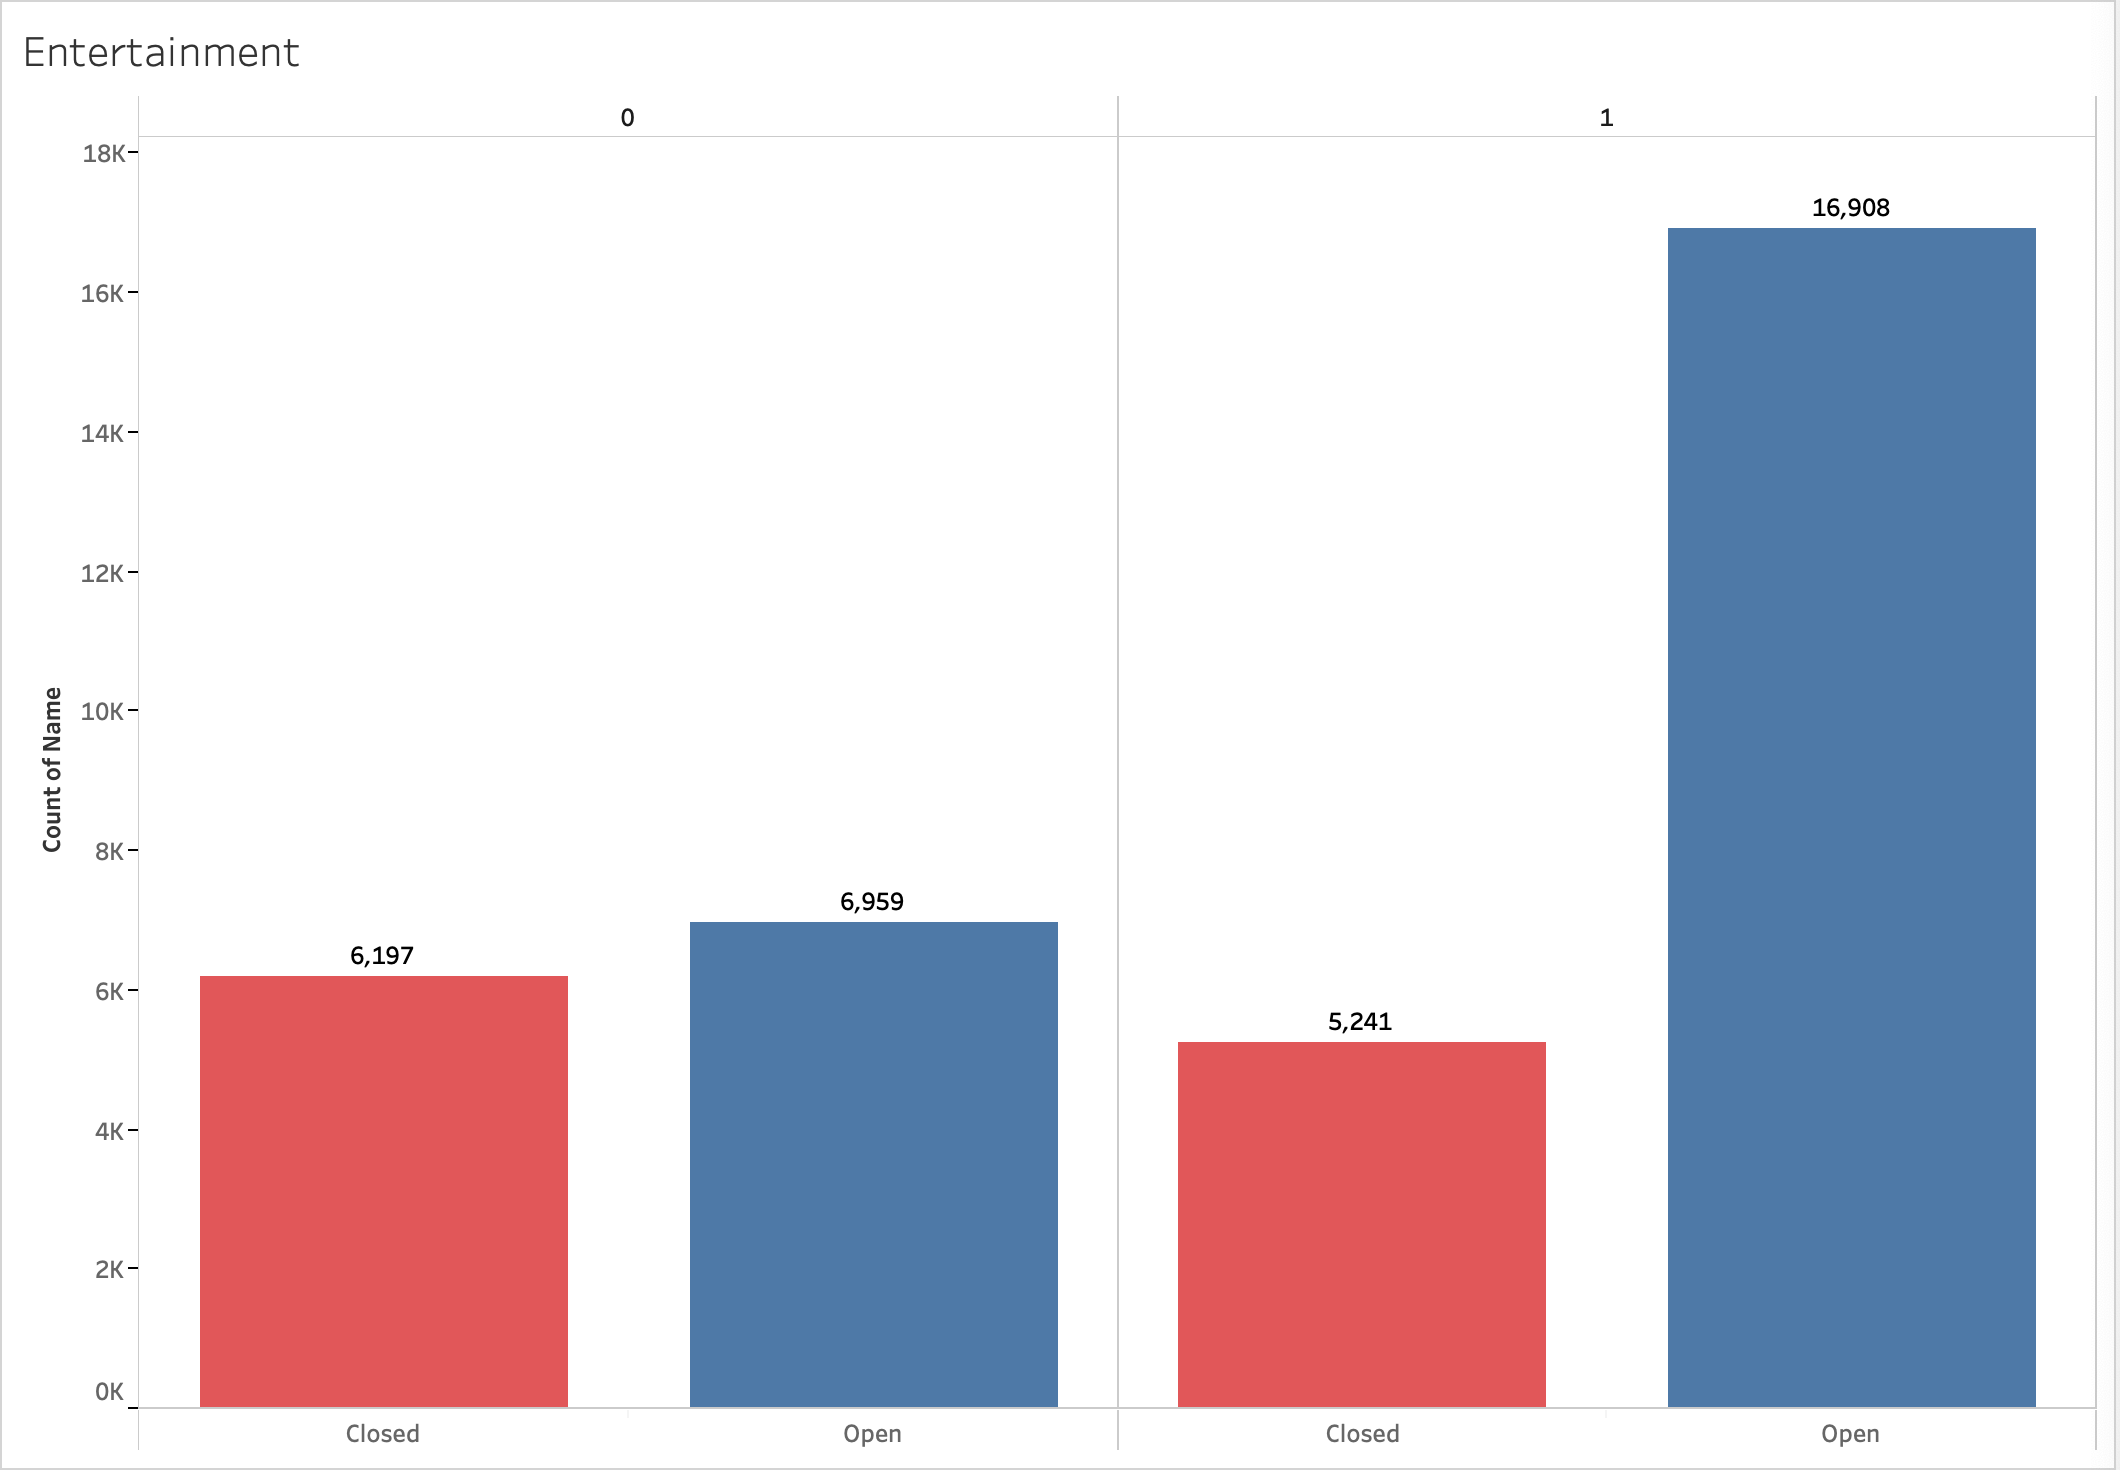 Entertainment
0
1
18K
16K
14K
12K
10K
8K
6K
4K
2K
0K
Count of Name
6,197
6,959
5,241
16,908
Closed
Open
Closed
Open